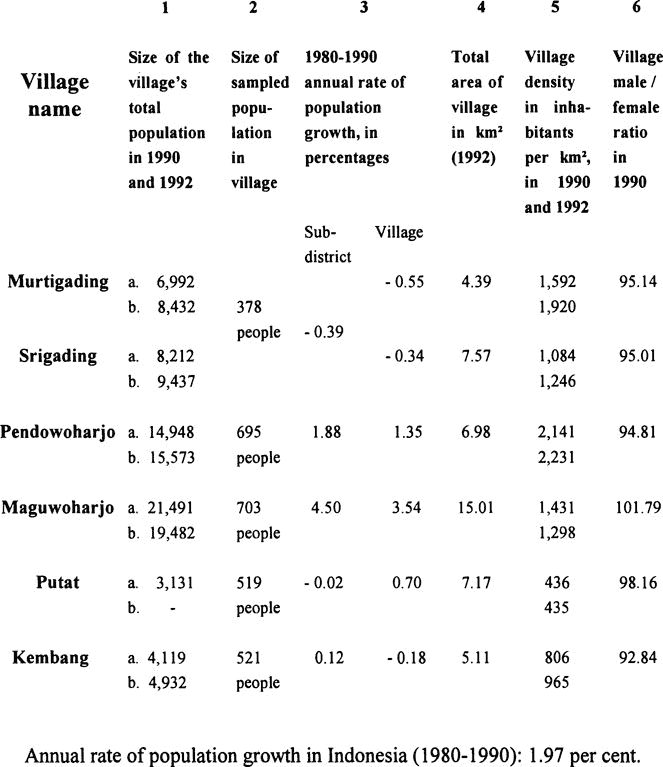 1 2 3 4 5 6
Village name
Size of the village's total population in 1990 and 1992
Size of sampled popu-lation in village
1980-1990 annual rate of population growth, in percentages
Total area of village in km² (1992)
Village density in inha-bitants per km², in 1990 and 1992
Village male / female ratio in 1990
Sub-district Village
Murtigading a. 6,992 - 0.55 4.39 1,592 95.14
b. 8,432 378 1,920
people - 0.39
Srigading a. 8,212 - 0.34 7.57 1,084 95.01
b. 9,437 1,246
Pendowoharjo a. 14,948 695 1.88 1.35 6.98 2,141 94.81
b. 15,573 people 2,231
Maguwoharjo a. 21,491 703 4.50 3.54 15.01 1,431 101.79
b. 19,482 people 1,298
Putat a. 3,131 519 - 0.02 0.70 7.17 436 98.16
b. - people 435
Kembang a. 4,119 521 0.12 - 0.18 5.11 806 92.84
b. 4,932 people 965
Annual rate of population growth in Indonesia (1980-1990): 1.97 per cent.